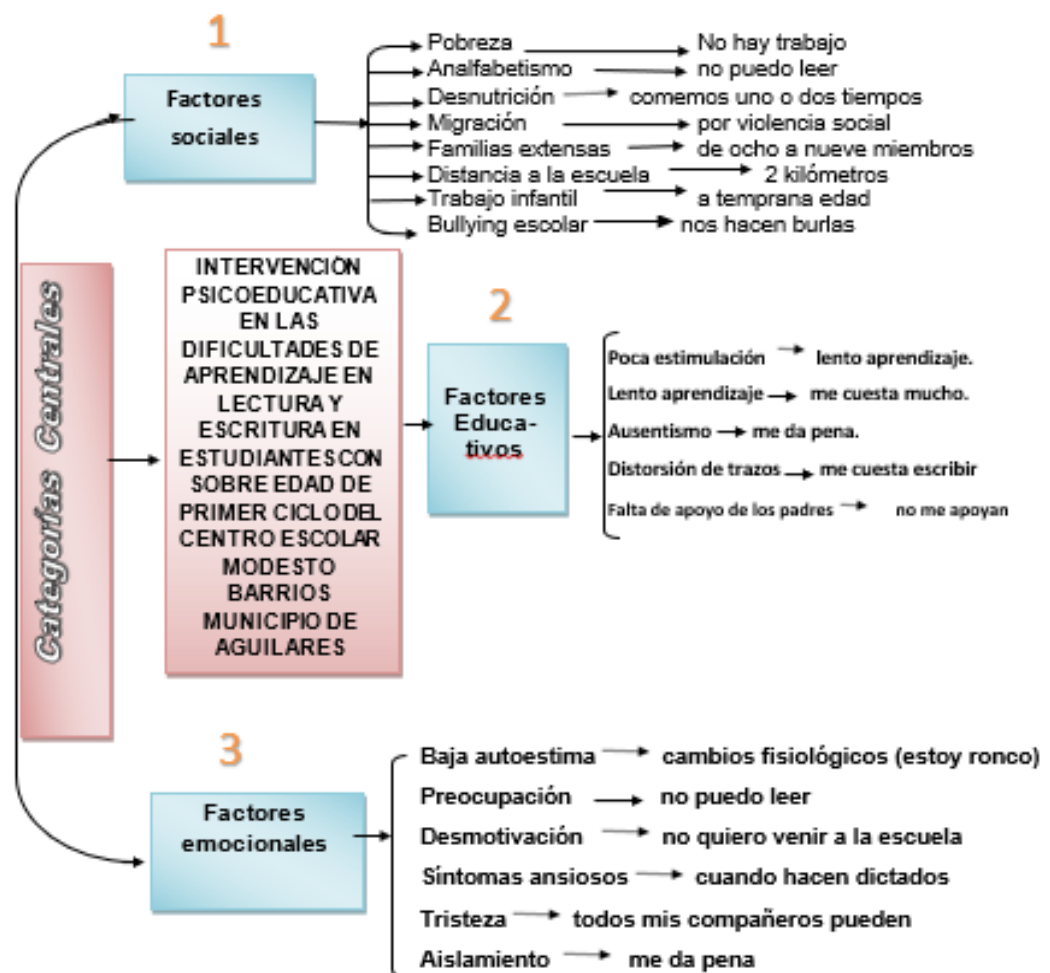 1
Factores
sociales
Pobreza → No hay trabajo
Analfabetismo → no puedo leer
Desnutrición → comemos uno o dos tiempos
Migración → por violencia social
Familias extensas → de ocho a nueve miembros
Distancia a la escuela → 2 kilómetros
Trabajo infantil → a temprana edad
Bullying escolar → nos hacen burlas
Categorías Centrales
INTERVENCIÓN
PSICOEDUCATIVA
EN LAS
DIFICULTADES DE
APRENDIZAJE EN
LECTURA Y
ESCRITURA EN
ESTUDIANTES CON
SOBRE EDAD DE
PRIMER CICLO DEL
CENTRO ESCOLAR
MODESTO
BARRIOS
MUNICIPIO DE
AGUILARES
2
Factores
Educa-
tivos
Poca estimulación → lento aprendizaje.
Lento aprendizaje → me cuesta mucho.
Ausentismo → me da pena.
Distorsión de trazos → me cuesta escribir
Falta de apoyo de los padres → no me apoyan
3
Factores
emocionales
Baja autoestima → cambios fisiológicos (estoy ronco)
Preocupación → no puedo leer
Desmotivación → no quiero venir a la escuela
Síntomas ansiosos → cuando hacen dictados
Tristeza → todos mis compañeros pueden
Aislamiento → me da pena